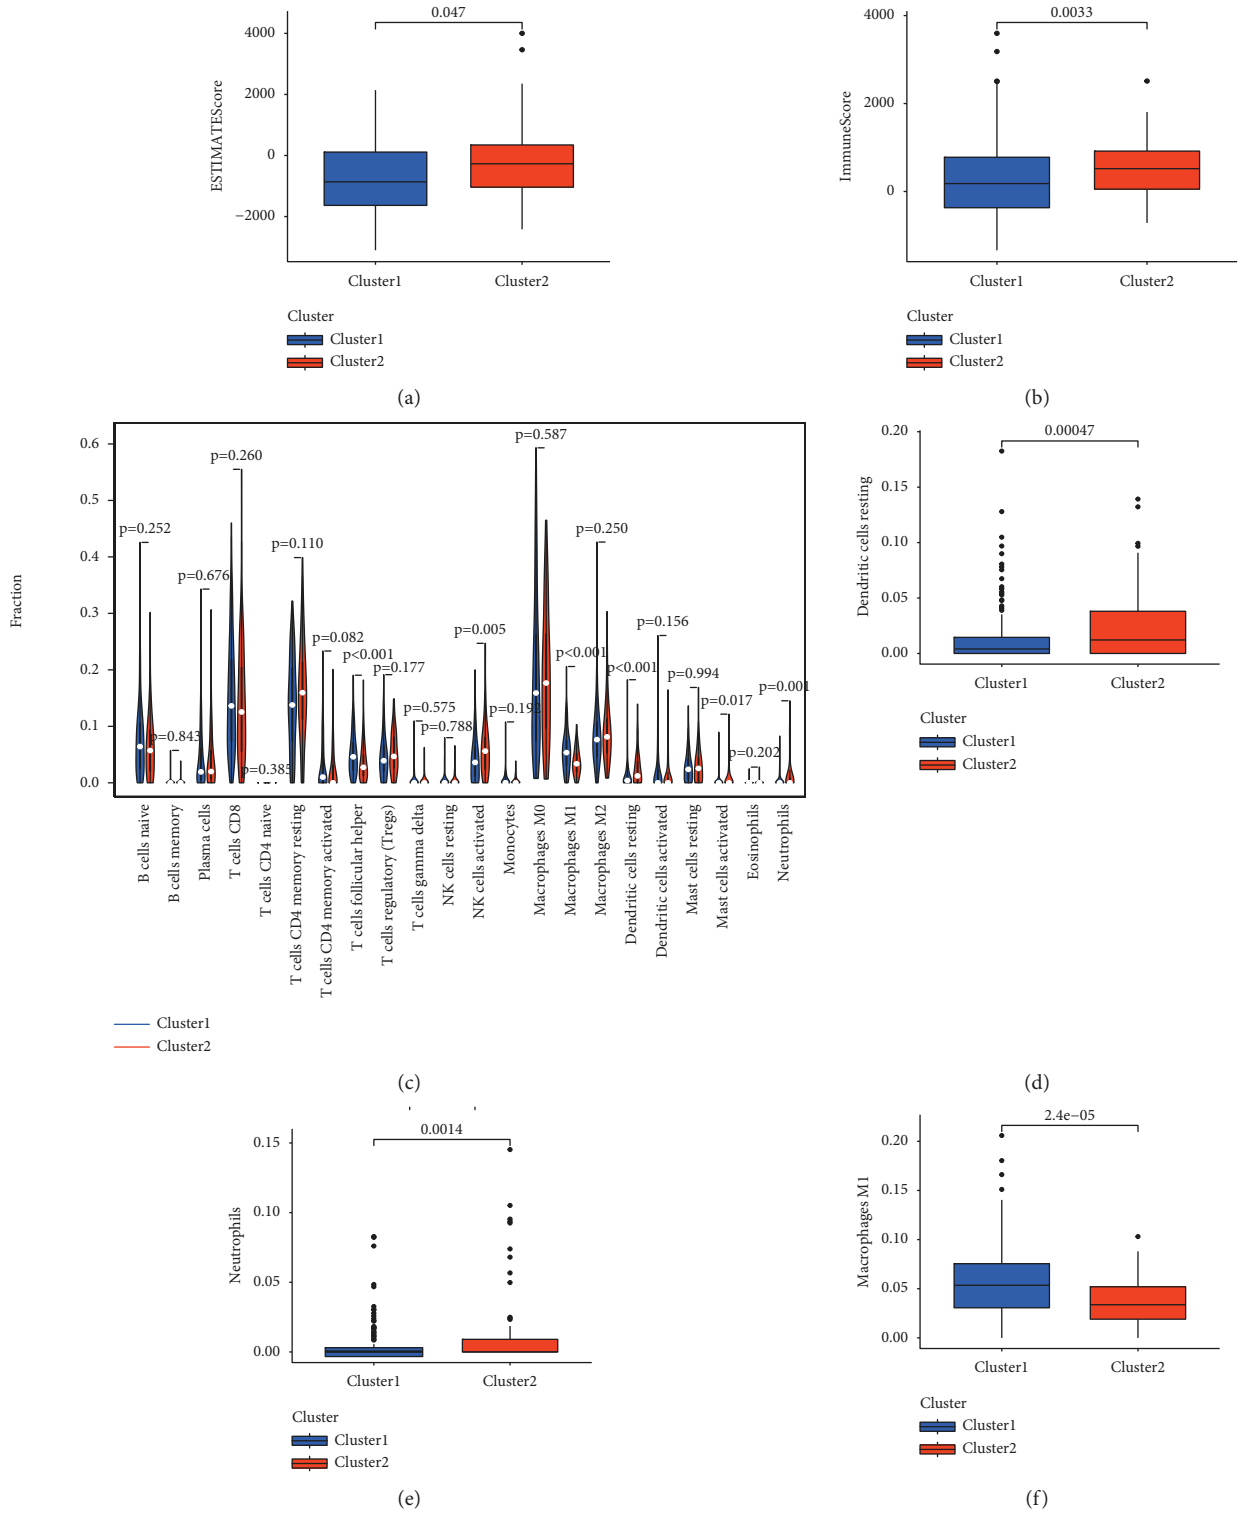 0.047
4000
2000
0
−2000
ESTIMATEScore
Cluster1
Cluster2
Cluster
Cluster1
Cluster2
(a)
0.0033
4000
2000
0
ImmuneScore
Cluster1
Cluster2
Cluster
Cluster1
Cluster2
(b)
0.6
0.5
0.4
0.3
0.2
0.1
0.0
Fraction
p=0.252
p=0.843
p=0.676
p=0.260
p=0.385
p=0.110
p=0.082
p<0.001
p=0.177
p=0.575
p=0.788
p=0.005
p=0.192
p=0.587
p<0.001
p=0.250
p<0.001
p=0.156
p=0.994
p=0.017
p=0.202
p=0.001
B cells naive
B cells memory
Plasma cells
T cells CD8
T cells CD4 naive
T cells CD4 memory resting
T cells CD4 memory activated
T cells follicular helper
T cells regulatory (Tregs)
T cells gamma delta
NK cells resting
NK cells activated
Monocytes
Macrophages M0
Macrophages M1
Macrophages M2
Dendritic cells resting
Dendritic cells activated
Mast cells resting
Mast cells activated
Eosinophils
Neutrophils
Cluster1
Cluster2
(c)
0.00047
0.20
0.15
0.10
0.05
0.00
Dendritic cells resting
Cluster1
Cluster2
Cluster
Cluster1
Cluster2
(d)
0.0014
0.15
0.10
0.05
0.00
Neutrophils
Cluster1
Cluster2
Cluster
Cluster1
Cluster2
(e)
2.4e−05
0.20
0.15
0.10
0.05
0.00
Macrophages M1
Cluster1
Cluster2
Cluster
Cluster1
Cluster2
(f)